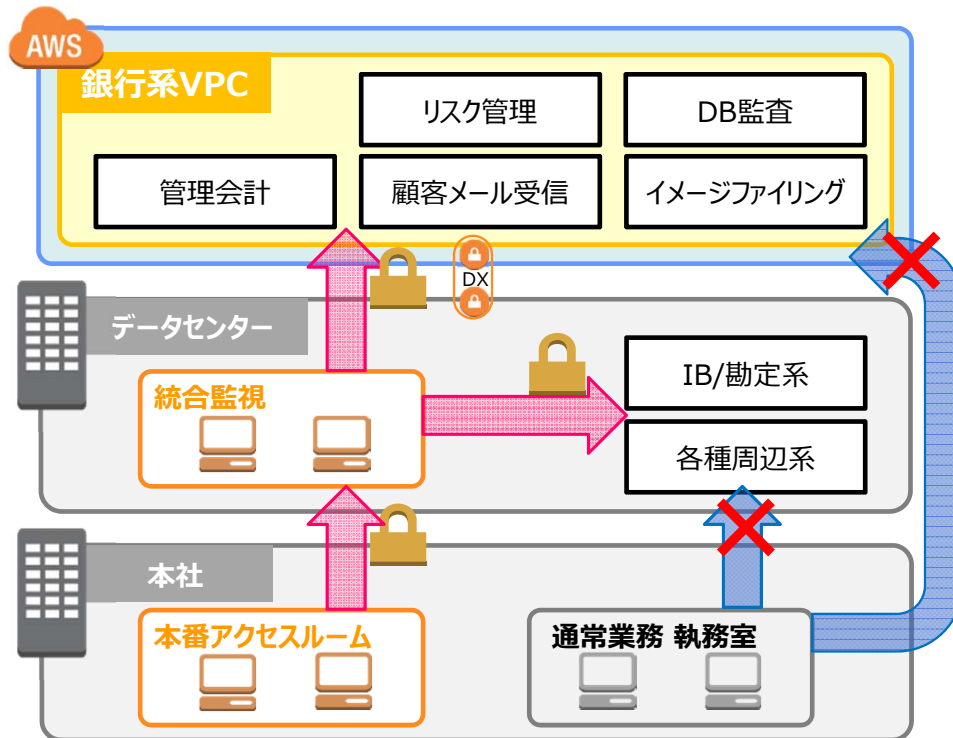 AWS
銀行系VPC
リスク管理
DB監査
管理会計
顧客メール受信
イメージファイリング
DX
データセンター
統合監視
IB/勘定系
各種周辺系
本社
本番アクセスルーム
通常業務 執務室